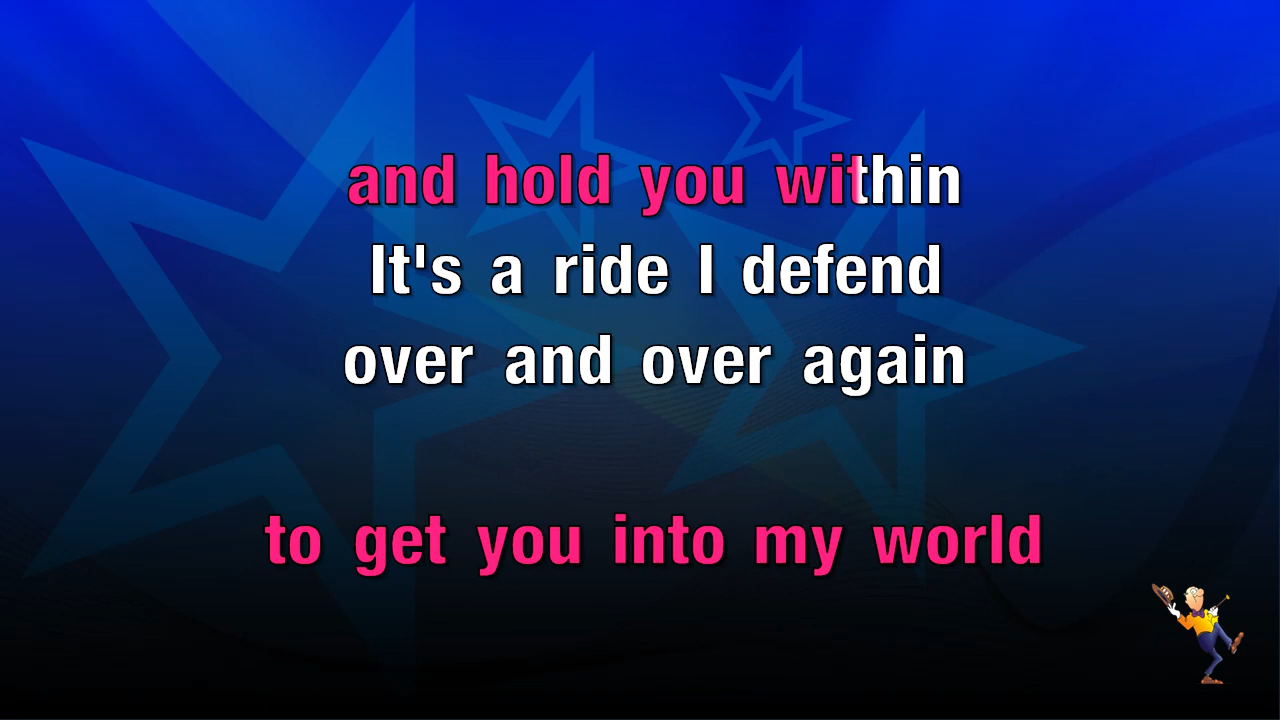 and hold you within
It's a ride I defend
over and over again
to get you into my world